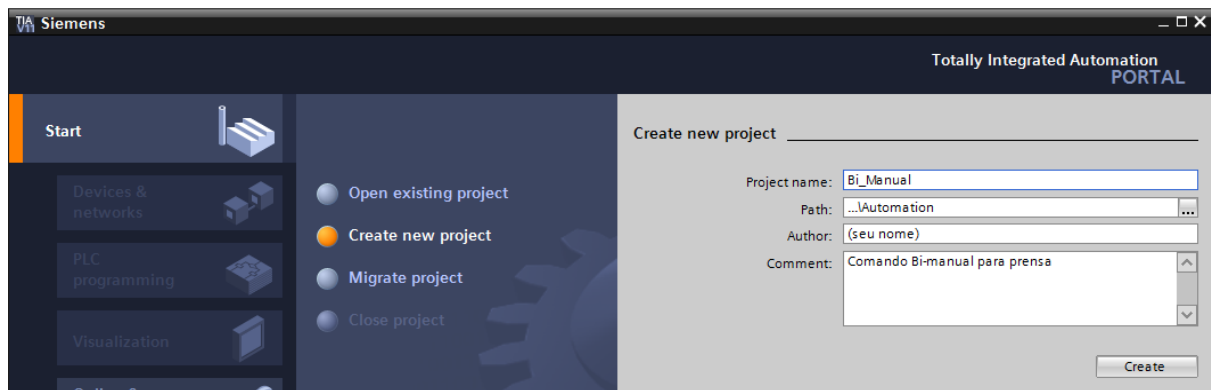 TIA V11 Siemens
Totally Integrated Automation
PORTAL
Start
Devices &
networks
PLC
programming
Visualization
Open existing project
Create new project
Migrate project
Close project
Create new project
Project name: Bi_Manual
Path: ...\Automation ...
Author: (seu nome)
Comment: Comando Bi-manual para prensa
Create